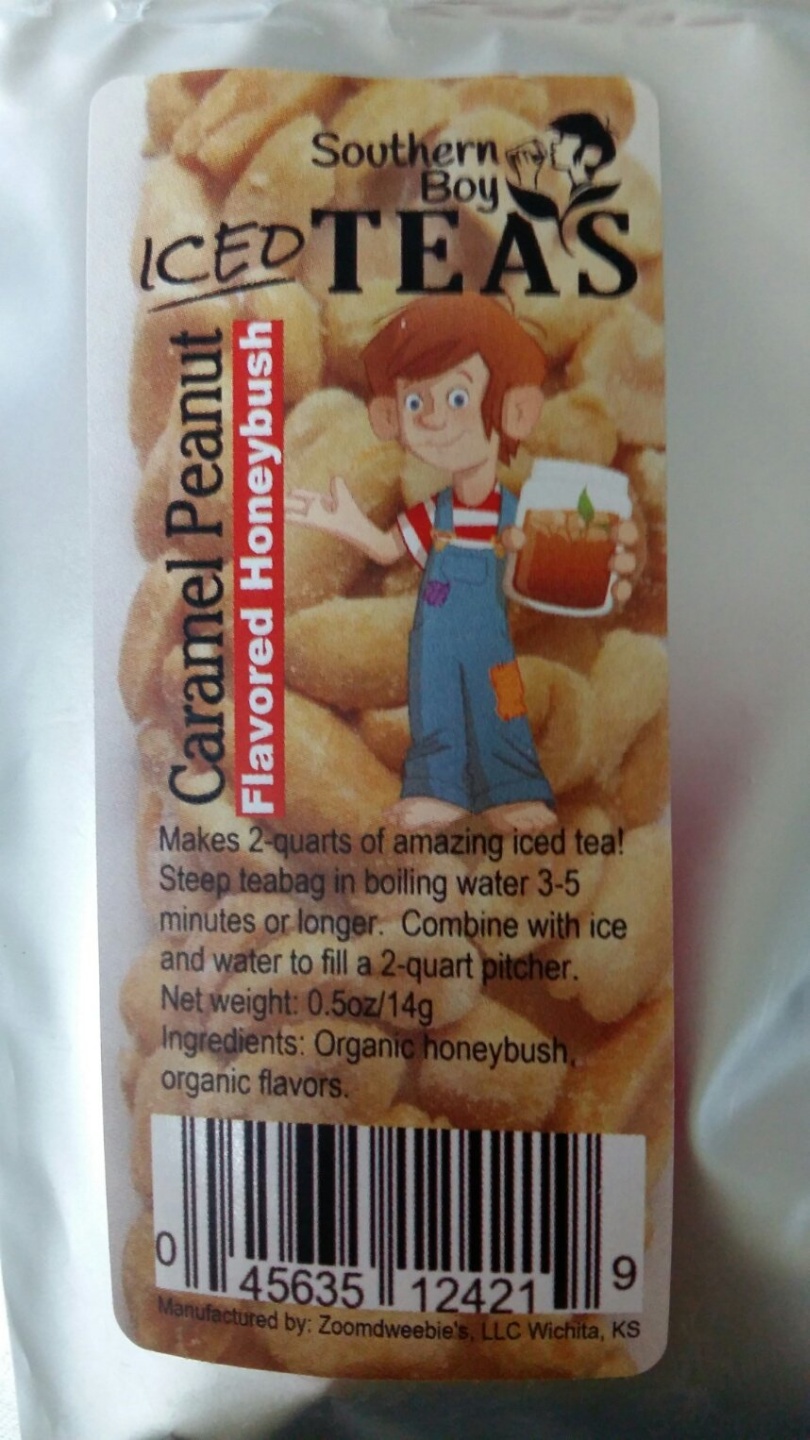 Southern
Boy
ICED TEAS
Caramel Peanut
Flavored Honeybush
Makes 2-quarts of amazing iced tea!
Steep teabag in boiling water 3-5
minutes or longer. Combine with ice
and water to fill a 2-quart pitcher.
Net weight: 0.5oz/14g
Ingredients: Organic honeybush,
organic flavors.
0 45635 12421 9
Manufactured by: Zoomdweebie's, LLC Wichita, KS